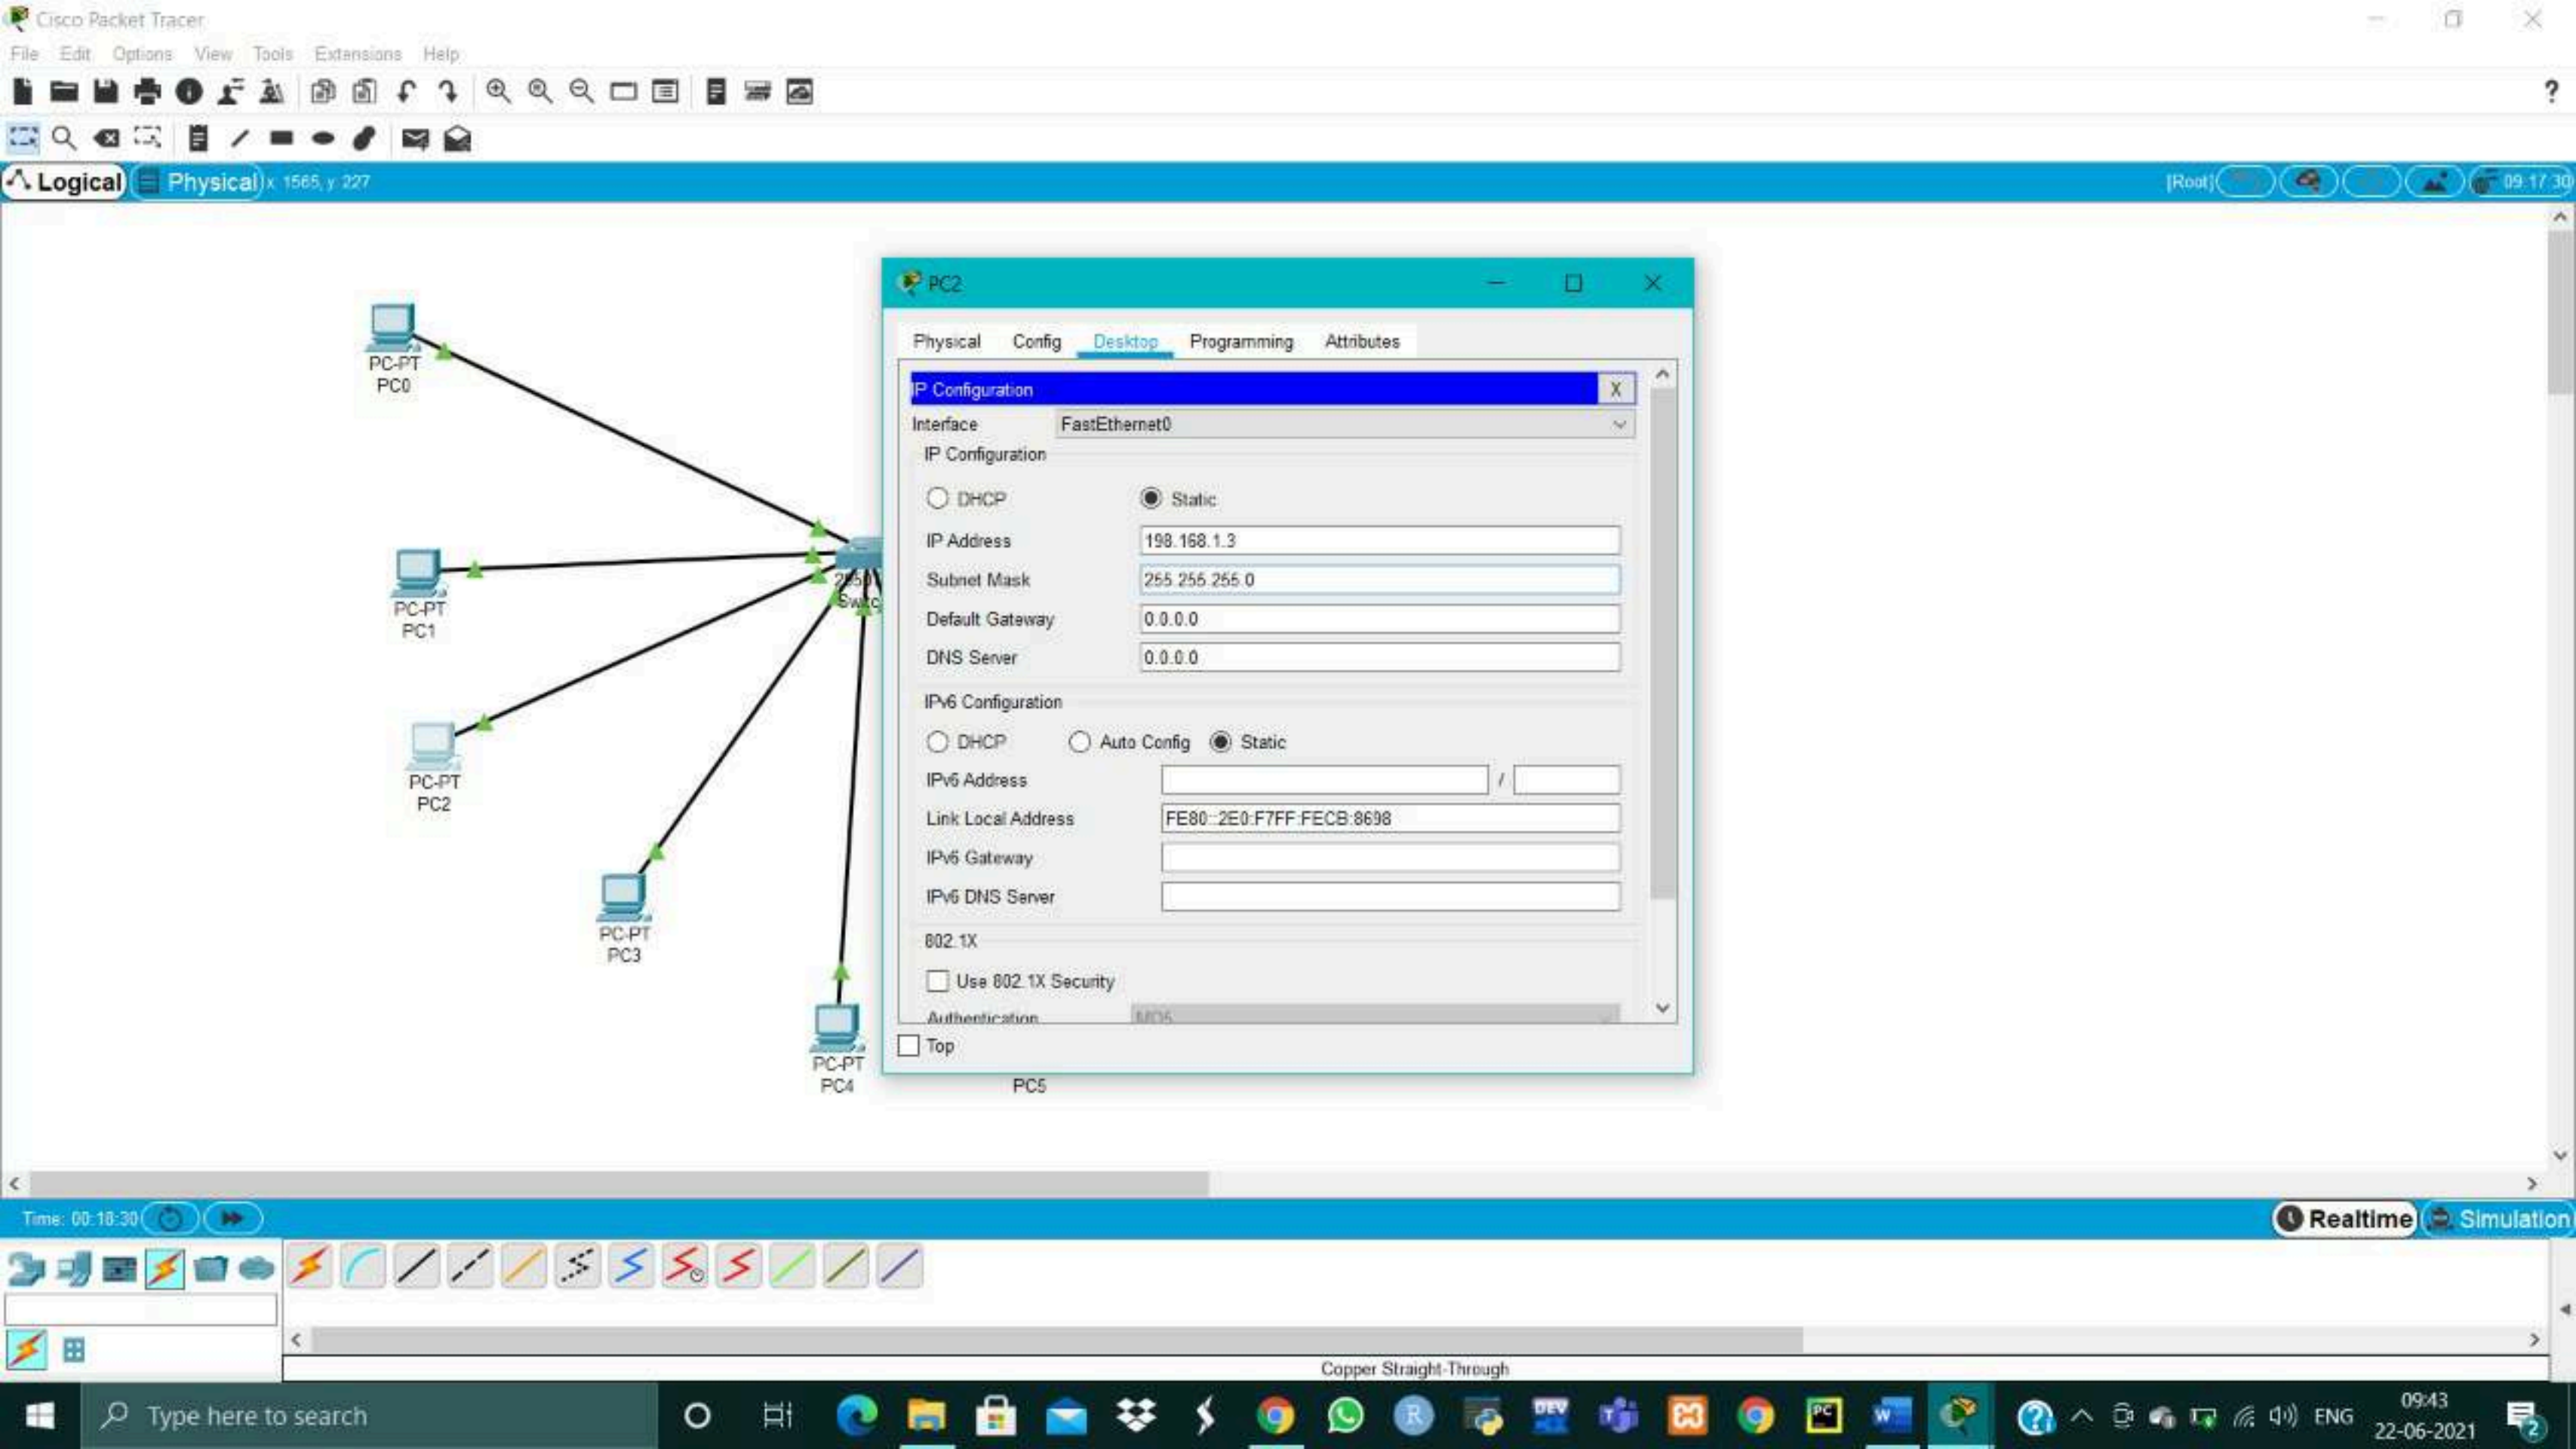 Cisco Packet Tracer
File Edit Options View Tools Extensions Help
?
Logical Physical x: 1565, y: 227 [Root] 09:17:30
PC2
Physical Config Desktop Programming Attributes
IP Configuration X
Interface FastEthernet0
IP Configuration
DHCP Static
IP Address 198.168.1.3
Subnet Mask 255.255.255.0
Default Gateway 0.0.0.0
DNS Server 0.0.0.0
IPv6 Configuration
DHCP Auto Config Static
IPv6 Address /
Link Local Address FE80::2E0:F7FF:FECB:8698
IPv6 Gateway
IPv6 DNS Server
802.1X
Use 802.1X Security
Authentication MD5
Top
PC-PT
PC0
PC-PT
PC1
PC-PT
PC2
PC-PT
PC3
PC-PT
PC4
PC5
Time: 00:18:30 Realtime Simulation
Copper Straight-Through
Type here to search
DEV
PC
W
ENG
09:43
22-06-2021
2